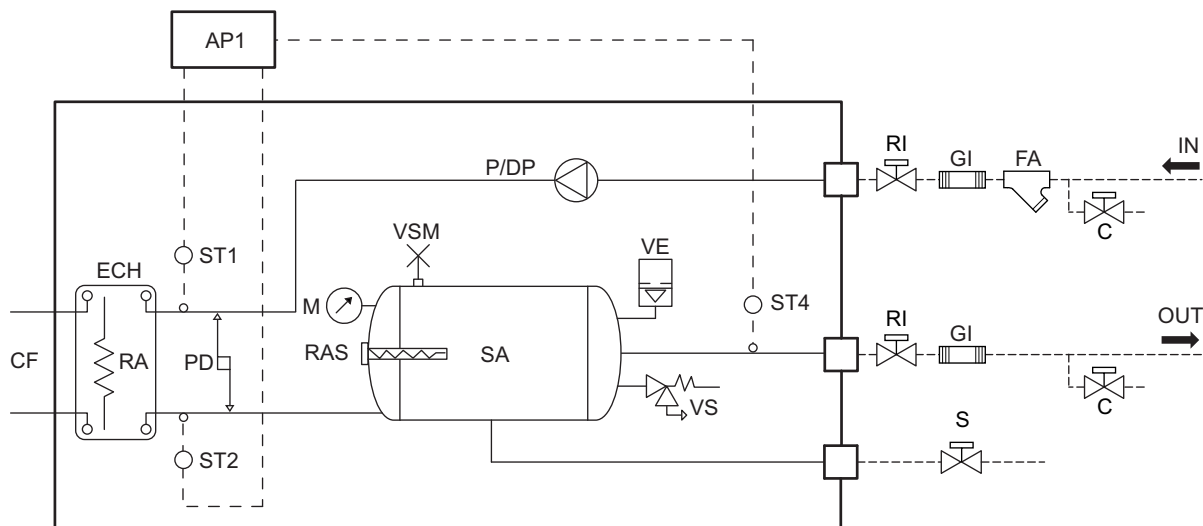 AP1
RI GI FA IN
P/DP
C
VSM VE
ST1
ECH
M ST4
RI GI OUT
RAS SA
CF RA PD
C
VS
S
ST2